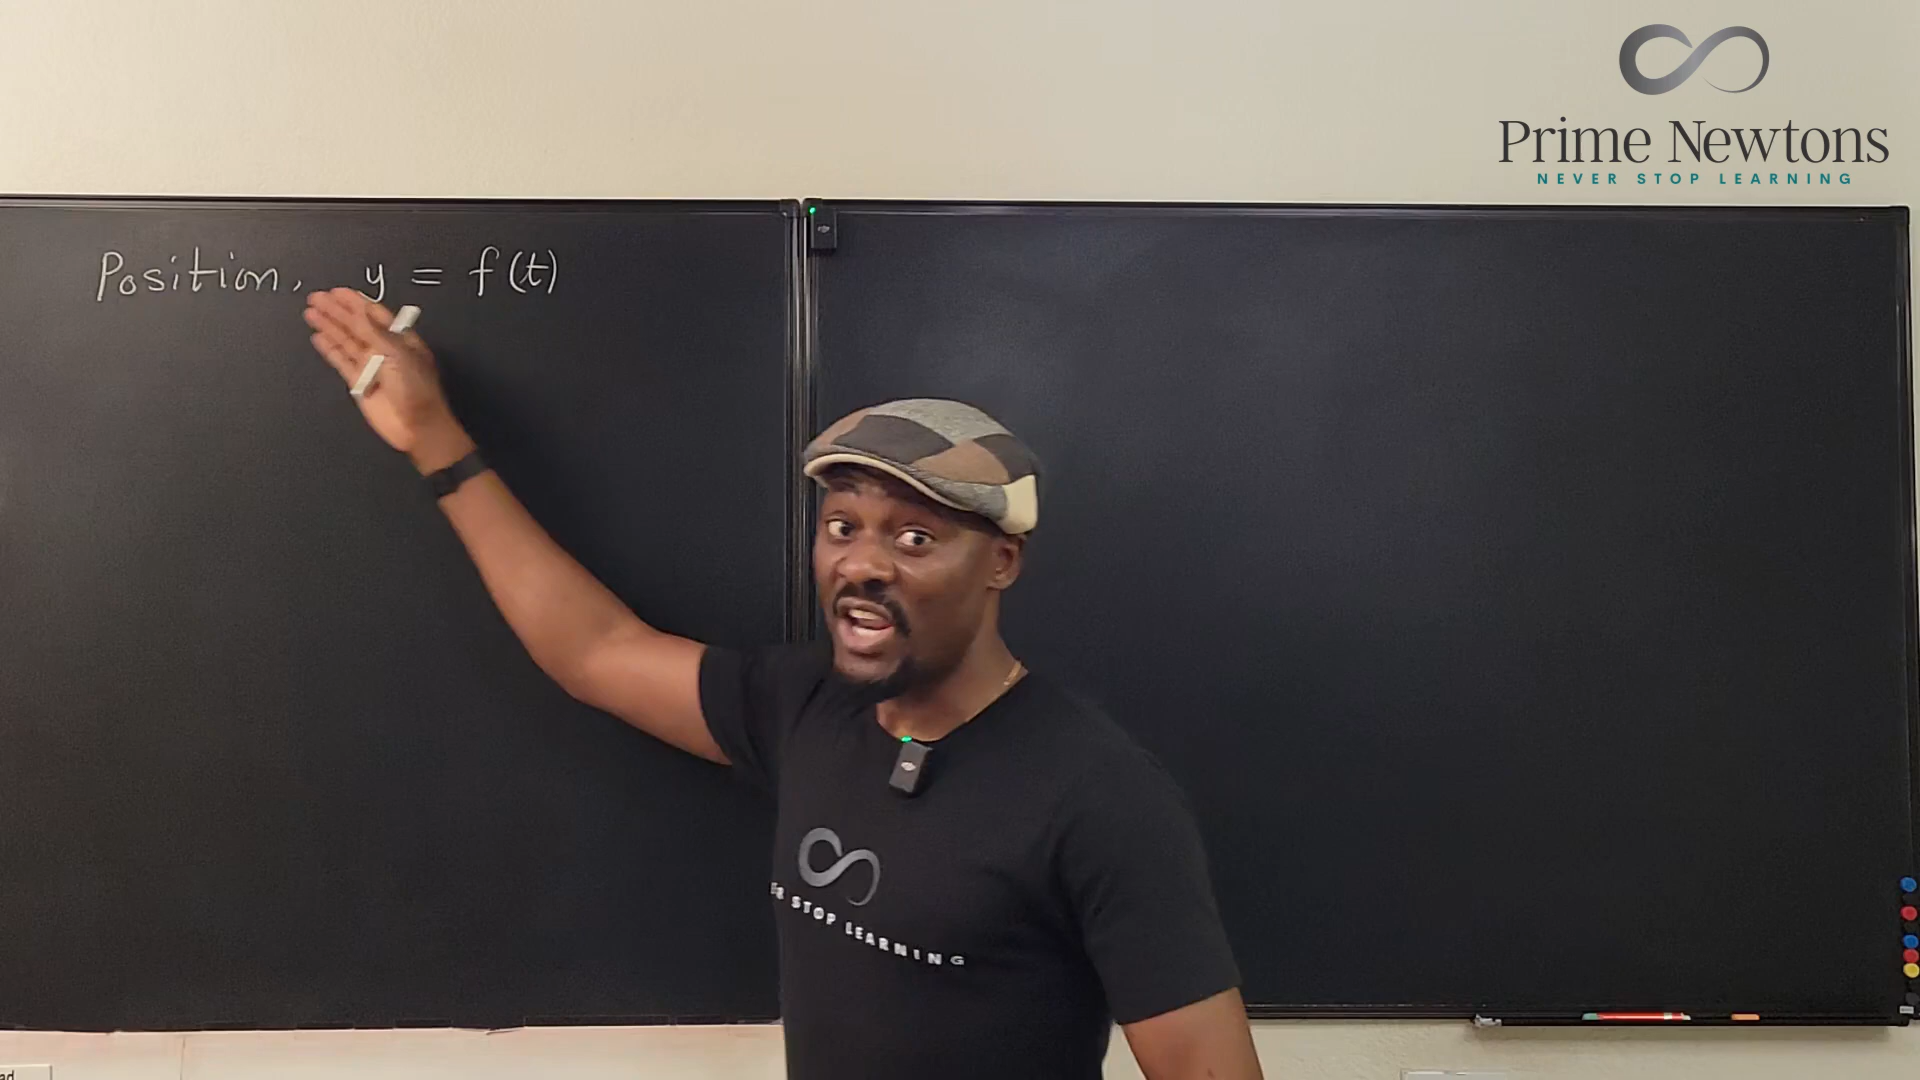 Prime Newtons
NEVER STOP LEARNING
Position, y = f(t)
STOP LEARNING